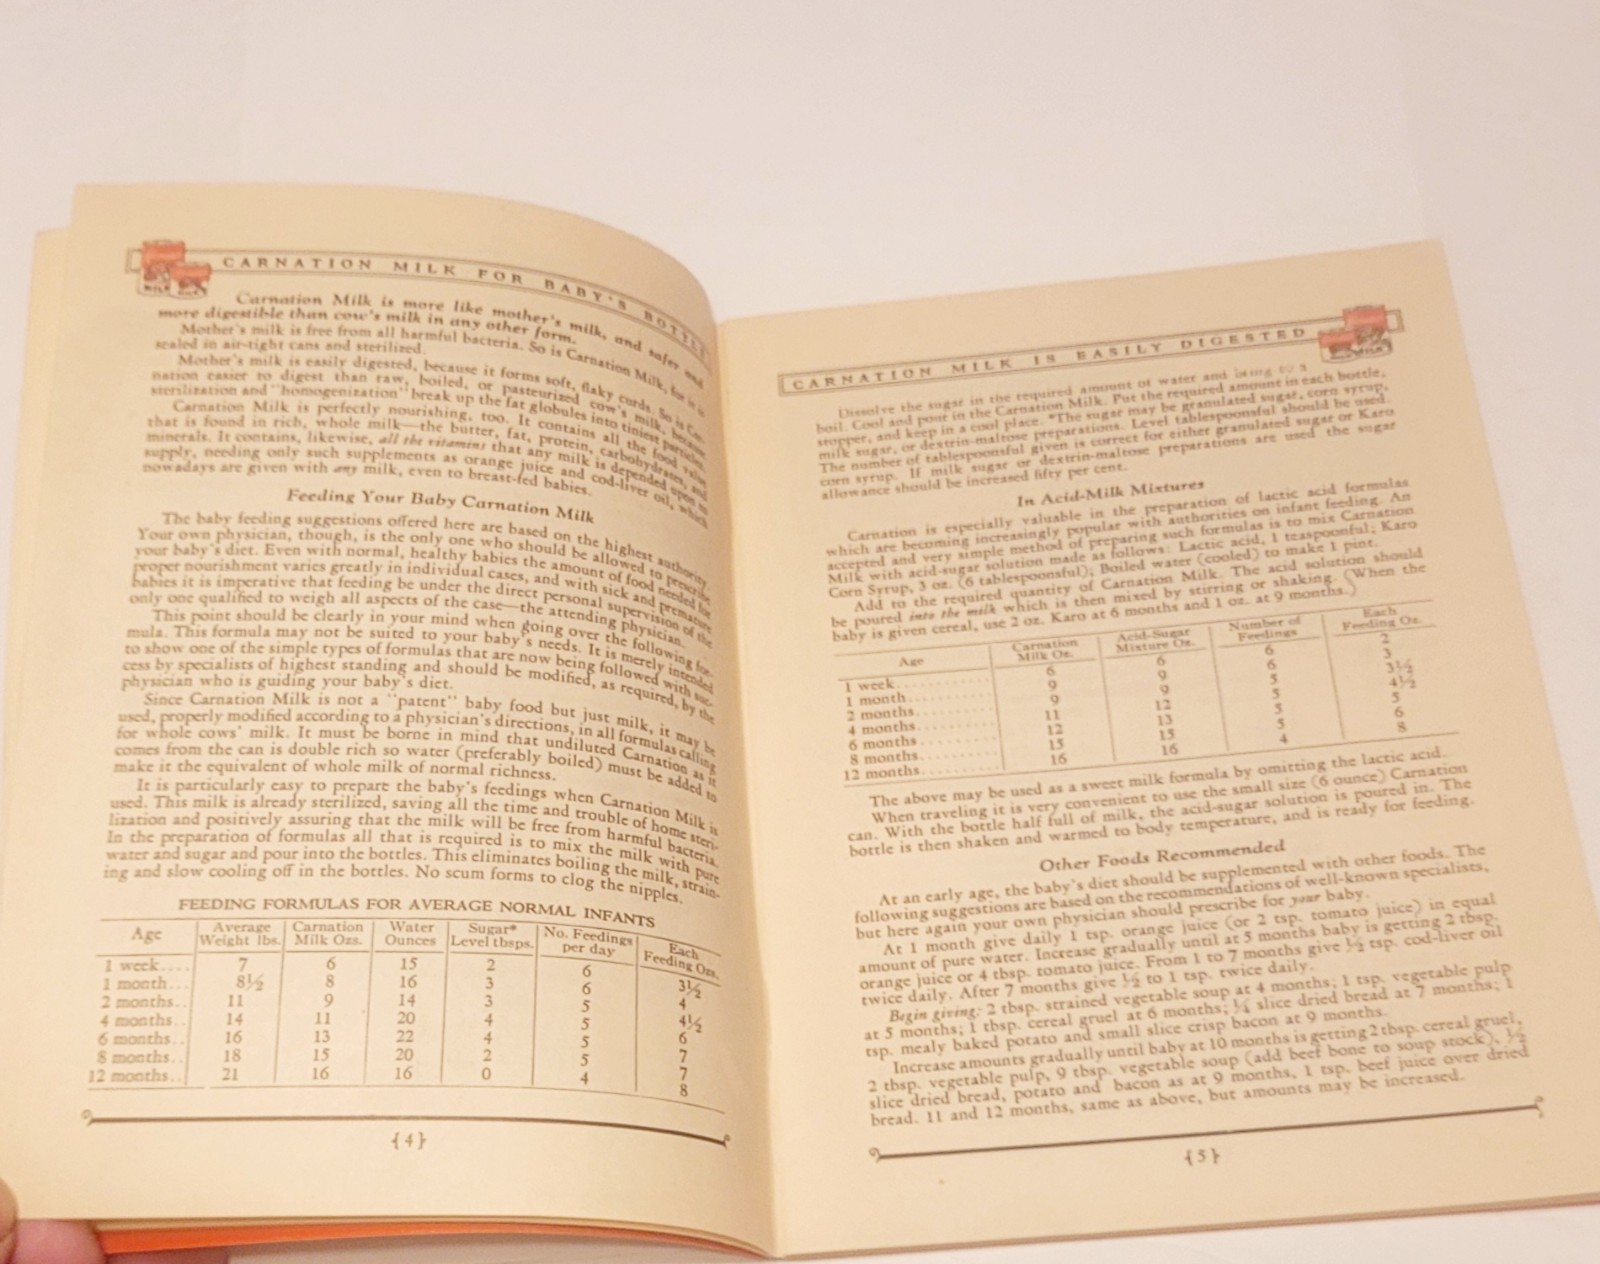 CARNATION MILK FOR BABY'S BOTTLE
Carnation Milk is more like mother's milk, and safer and
more digestible than cow's milk in any other form.
Mother's milk is free from all harmful bacteria. So is Carnation Milk, for it is
sealed in air-tight cans and sterilized.
Mother's milk is easily digested, because it forms soft, flaky curds. So is Car-
nation easier to digest than raw, boiled, or pasteurized cow's milk, because
sterilization and "homogenization" break up the fat globules into tiniest particles.
Carnation Milk is perfectly nourishing, too. It contains all the food value
that is found in rich, whole milk—the butter, fat, protein, carbohydrates, and
minerals. It contains, likewise, all the vitamins that any milk is depended upon to
supply, needing only such supplements as orange juice and cod-liver oil, which
nowadays are given with any milk, even to breast-fed babies.
Feeding Your Baby Carnation Milk
The baby feeding suggestions offered here are based on the highest authority.
Your own physician, though, is the only one who should be allowed to prescribe
your baby's diet. Even with normal, healthy babies the amount of food needed for
proper nourishment varies greatly in individual cases, and with sick and premature
babies it is imperative that feeding be under the direct personal supervision of the
only one qualified to weigh all aspects of the case—the attending physician.
This point should be clearly in your mind when going over the following for-
mula. This formula may not be suited to your baby's needs. It is merely intended
to show one of the simple types of formulas that are now being followed with suc-
cess by specialists of highest standing and should be modified, as required, by the
physician who is guiding your baby's diet.
Since Carnation Milk is not a "patent" baby food but just milk, it may be
used, properly modified according to a physician's directions, in all formulas calling
for whole cows' milk. It must be borne in mind that undiluted Carnation as it
comes from the can is double rich so water (preferably boiled) must be added to
make it the equivalent of whole milk of normal richness.
It is particularly easy to prepare the baby's feedings when Carnation Milk is
used. This milk is already sterilized, saving all the time and trouble of home steri-
lization and positively assuring that the milk will be free from harmful bacteria.
In the preparation of formulas all that is required is to mix the milk with pure
water and sugar and pour into the bottles. This eliminates boiling the milk, strain-
ing and slow cooling off in the bottles. No scum forms to clog the nipples.
FEEDING FORMULAS FOR AVERAGE NORMAL INFANTS
Age Average Weight lbs. Carnation Milk Ozs. Water Ounces Sugar* Level tbsps. No. Feedings per day Each Feeding Ozs.
1 week.... 7 6 15 2 6 3½
1 month... 8½ 8 16 3 6 4
2 months.. 11 9 14 3 5 4½
4 months.. 14 11 20 4 5 6
6 months.. 16 13 22 4 5 7
8 months.. 18 15 20 2 5 7
12 months.. 21 16 16 0 4 8
{4}
CARNATION MILK IS EASILY DIGESTED
Dissolve the sugar in the required amount of water and bring to a
boil. Cool and pour in the Carnation Milk. Put the required amount in each bottle,
stopper, and keep in a cool place. *The sugar may be granulated sugar, corn syrup,
milk sugar, or dextrin-maltose preparations. Level tablespoonsful should be used.
The number of tablespoonsful given is correct for either granulated sugar or Karo
corn syrup. If milk sugar or dextrin-maltose preparations are used the sugar
allowance should be increased fifty per cent.
In Acid-Milk Mixtures
Carnation is especially valuable in the preparation of lactic acid formulas
which are becoming increasingly popular with authorities on infant feeding. An
accepted and very simple method of preparing such formulas is to mix Carnation
Milk with acid-sugar solution made as follows: Lactic acid, 1 teaspoonful; Karo
Corn Syrup, 3 oz. (6 tablespoonsful); Boiled water (cooled) to make 1 pint.
Add to the required quantity of Carnation Milk. The acid solution should
be poured into the milk which is then mixed by stirring or shaking. (When the
baby is given cereal, use 2 oz. Karo at 6 months and 1 oz. at 9 months.)
Age Carnation Milk Oz. Acid-Sugar Mixture Oz. Number of Feedings Each Feeding Oz.
1 week............ 6 6 6 2
1 month........... 9 9 6 3
2 months.......... 9 9 5 3½
4 months.......... 11 12 5 4½
6 months.......... 12 13 5 5
8 months.......... 15 15 5 6
12 months.......... 16 16 4 8
The above may be used as a sweet milk formula by omitting the lactic acid.
When traveling it is very convenient to use the small size (6 ounce) Carnation
can. With the bottle half full of milk, the acid-sugar solution is poured in. The
bottle is then shaken and warmed to body temperature, and is ready for feeding.
Other Foods Recommended
At an early age, the baby's diet should be supplemented with other foods. The
following suggestions are based on the recommendations of well-known specialists,
but here again your own physician should prescribe for your baby.
At 1 month give daily 1 tsp. orange juice (or 2 tsp. tomato juice) in equal
amount of pure water. Increase gradually until at 5 months baby is getting 2 tbsp.
orange juice or 4 tbsp. tomato juice. From 1 to 7 months give ½ tsp. cod-liver oil
twice daily. After 7 months give ½ to 1 tsp. twice daily.
Begin giving: 2 tbsp. strained vegetable soup at 4 months; 1 tsp. vegetable pulp
at 5 months; 1 tbsp. cereal gruel at 6 months; ¼ slice dried bread at 7 months; 1
tsp. mealy baked potato and small slice crisp bacon at 9 months.
Increase amounts gradually until baby at 10 months is getting 2 tbsp. cereal gruel,
2 tbsp. vegetable pulp, 9 tbsp. vegetable soup (add beef bone to soup stock), ½
slice dried bread, potato and bacon as at 9 months, 1 tsp. beef juice over dried
bread. 11 and 12 months, same as above, but amounts may be increased.
{5}